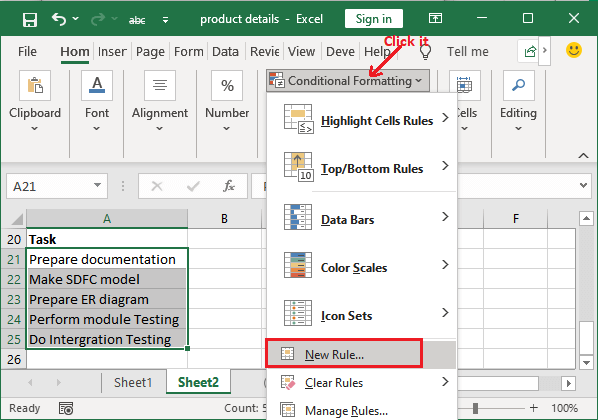 abc
product details - Excel
Sign in
File Hom Inser Page Form Data Revie View Deve Help Tell me
Click it
Clipboard
Font
Alignment
%
Number
Conditional Formatting
Cells
Editing
Highlight Cells Rules
10
Top/Bottom Rules
Data Bars
Color Scales
Icon Sets
New Rule...
Clear Rules
Manage Rules...
A21
fx
A B C F
20 Task
21 Prepare documentation
22 Make SDFC model
23 Prepare ER diagram
24 Perform module Testing
25 Do Intergration Testing
26
Sheet1 Sheet2
Count: 5
100%